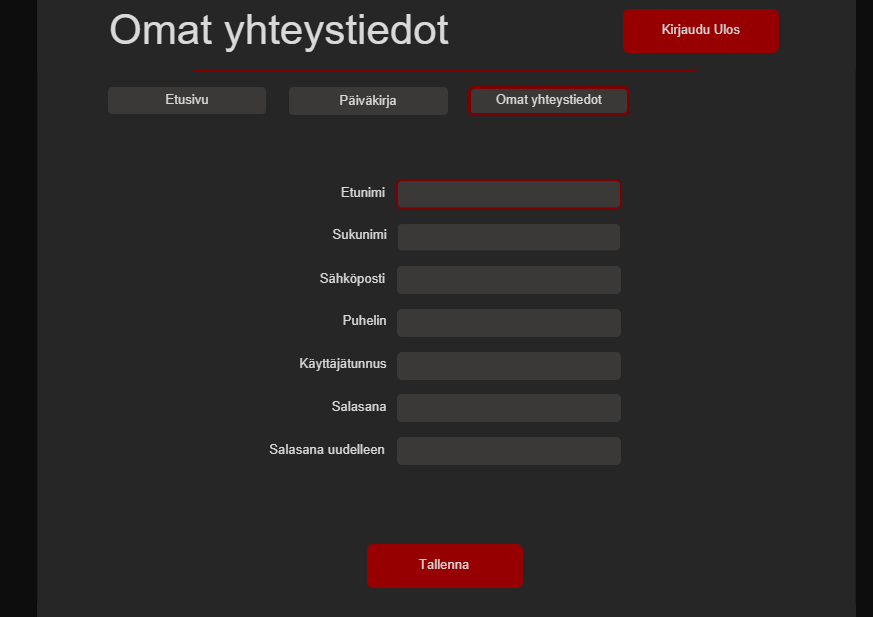 Omat yhteystiedot
Kirjaudu Ulos
Etusivu
Päiväkirja
Omat yhteystiedot
Etunimi
Sukunimi
Sähköposti
Puhelin
Käyttäjätunnus
Salasana
Salasana uudelleen
Tallenna